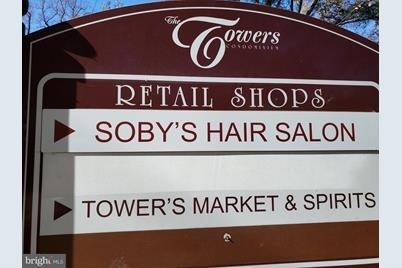 The Towers
CONDOMINIUM
RETAIL SHOPS
SOBY'S HAIR SALON
TOWER'S MARKET & SPIRITS
bright MLS